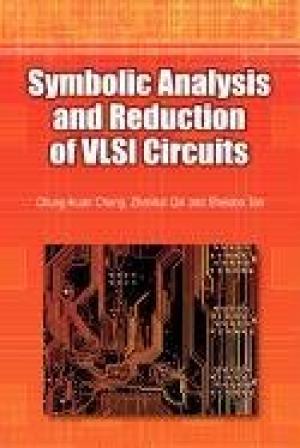 Symbolic Analysis
and Reduction
of VLSI Circuits
Chung-Kuan Cheng, Zhanhai Qin and Sheldon Tan